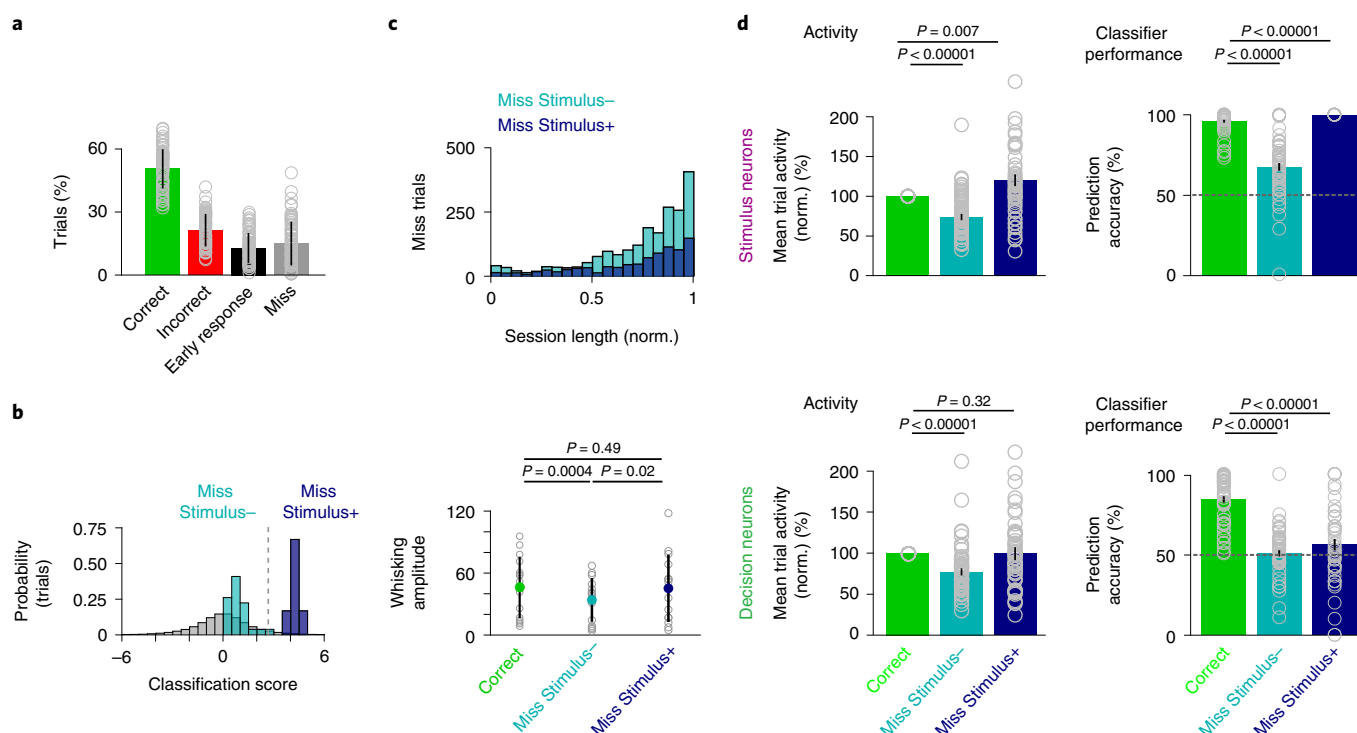 a
Trials (%)
60
30
0
Correct
Incorrect
Early response
Miss
b
Miss
Stimulus–
Miss
Stimulus+
Probability
(trials)
0.75
0.50
0.25
0
–6
0
6
Classification score
c
Miss Stimulus–
Miss Stimulus+
Miss trials
500
250
0
0
0.5
1
Session length (norm.)
P = 0.49
P = 0.0004
P = 0.02
Whisking
amplitude
120
60
0
Correct
Miss Stimulus–
Miss Stimulus+
d
Activity
P = 0.007
P < 0.00001
Stimulus neurons
Mean trial activity
(norm.) (%)
200
150
100
50
0
Classifier
performance
P < 0.00001
P < 0.00001
Prediction
accuracy (%)
100
50
0
Activity
P = 0.32
P < 0.00001
Decision neurons
Mean trial activity
(norm.) (%)
200
150
100
50
0
Correct
Miss Stimulus–
Miss Stimulus+
Classifier
performance
P < 0.00001
P < 0.00001
Prediction
accuracy (%)
100
50
0
Correct
Miss Stimulus–
Miss Stimulus+